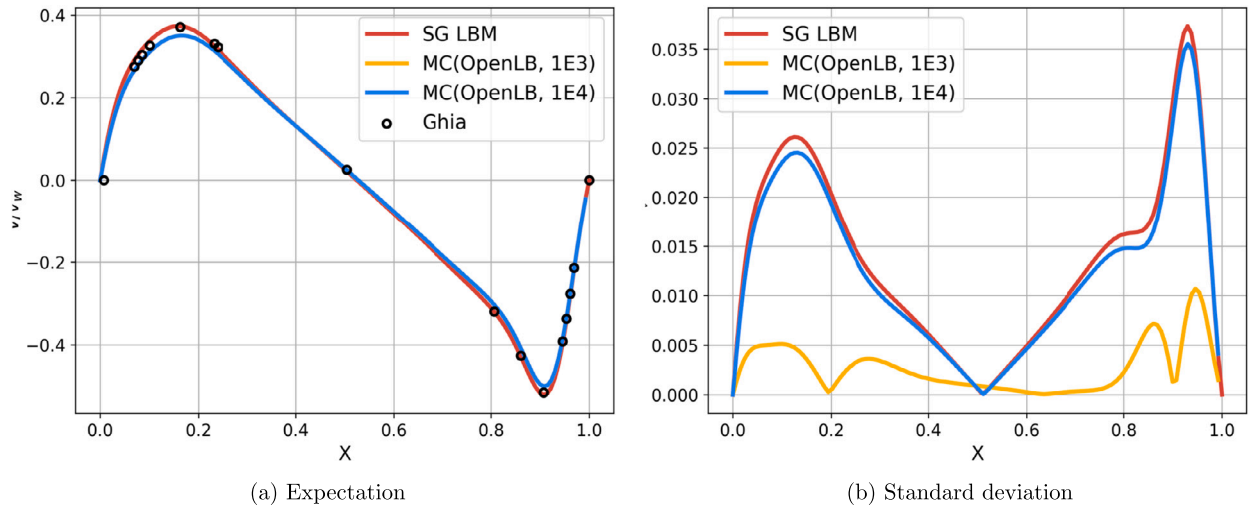 0.4
0.2
0.0
−0.2
−0.4
v/vw
0.0 0.2 0.4 0.6 0.8 1.0
X
SG LBM
MC(OpenLB, 1E3)
MC(OpenLB, 1E4)
Ghia
(a) Expectation
0.035
0.030
0.025
0.020
0.015
0.010
0.005
0.000
0.0 0.2 0.4 0.6 0.8 1.0
X
SG LBM
MC(OpenLB, 1E3)
MC(OpenLB, 1E4)
(b) Standard deviation